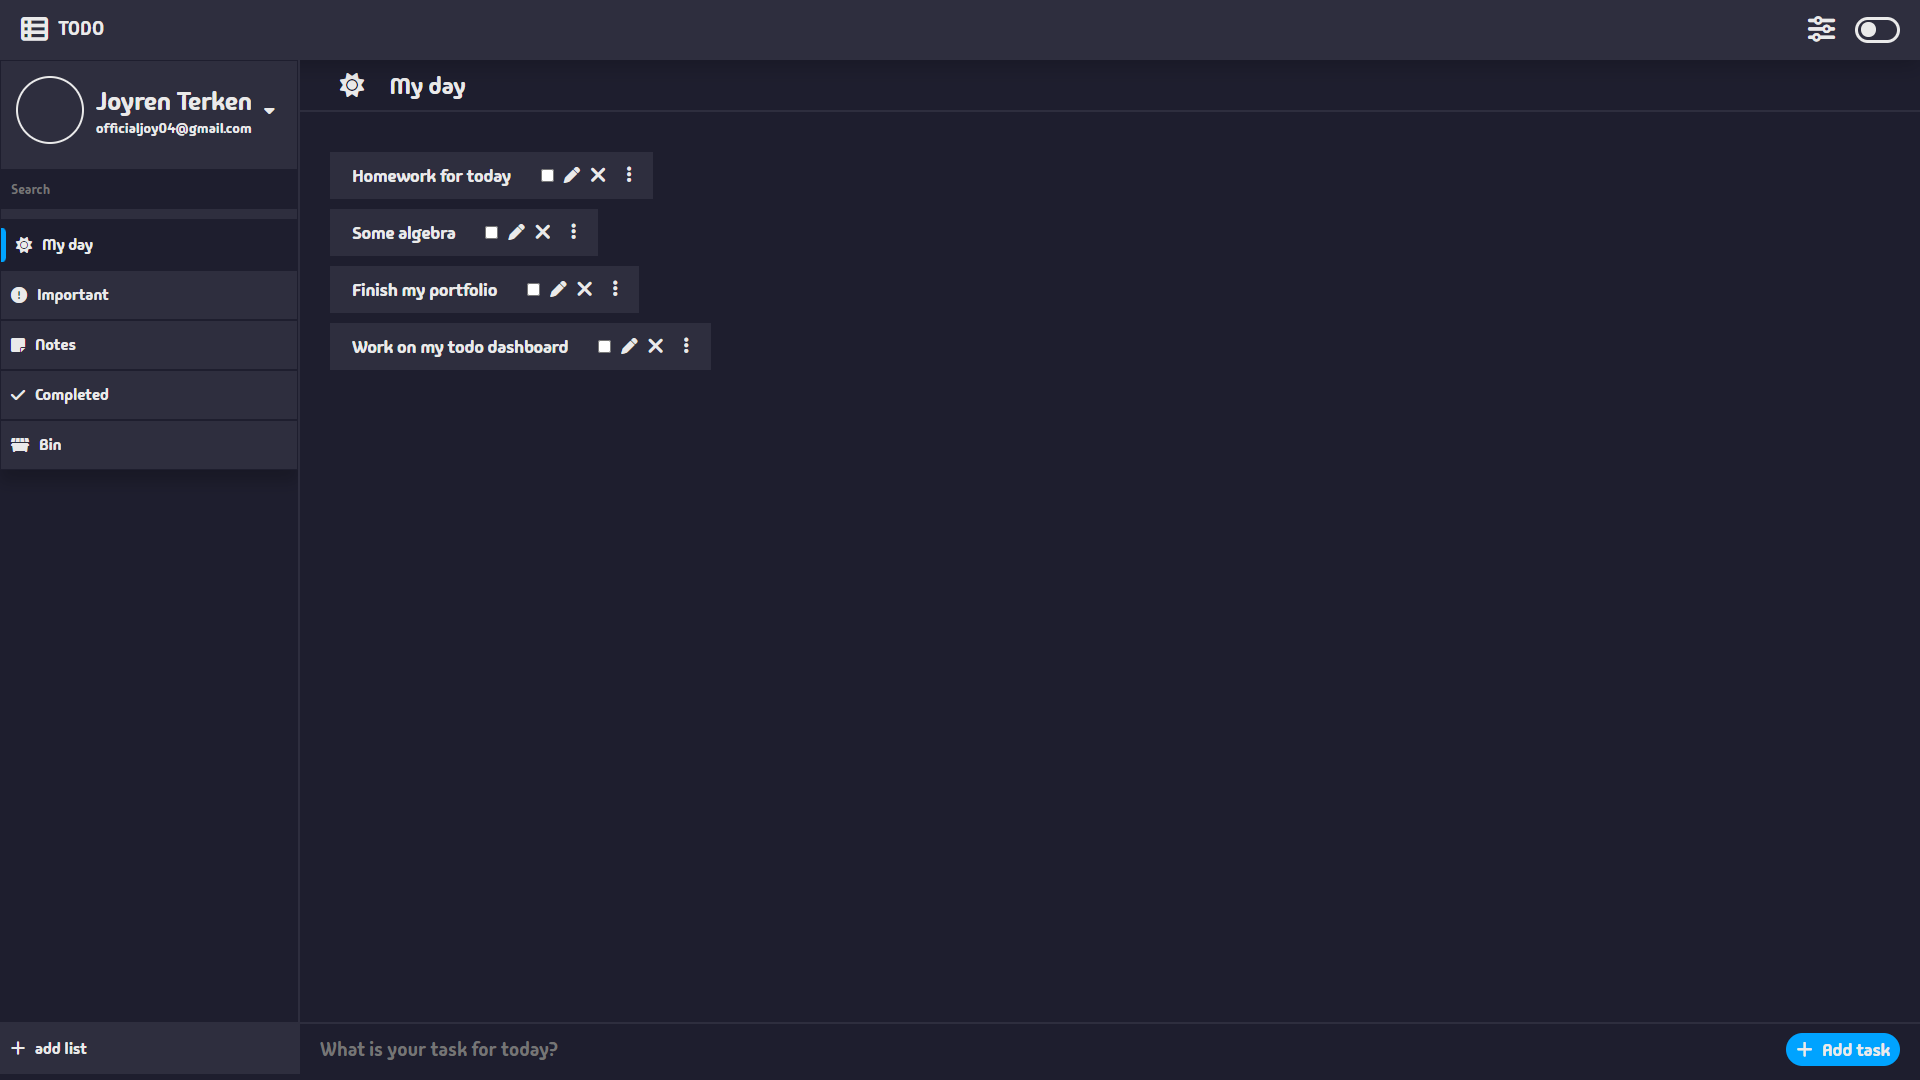 TODO
Joyren Terken
officialjoy04@gmail.com
Search
My day
Important
Notes
Completed
Bin
add list
My day
Homework for today
Some algebra
Finish my portfolio
Work on my todo dashboard
What is your task for today?
Add task